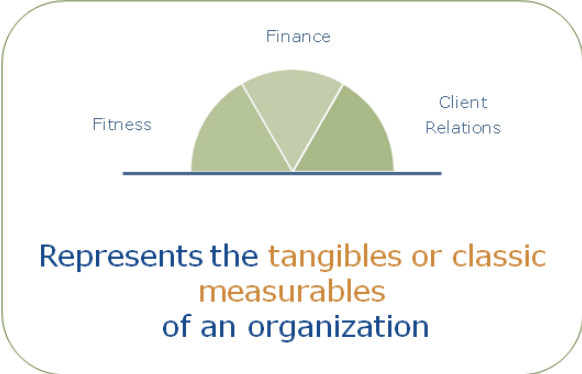 Finance
Fitness
Client
Relations
Represents the tangibles or classic
measurables
of an organization